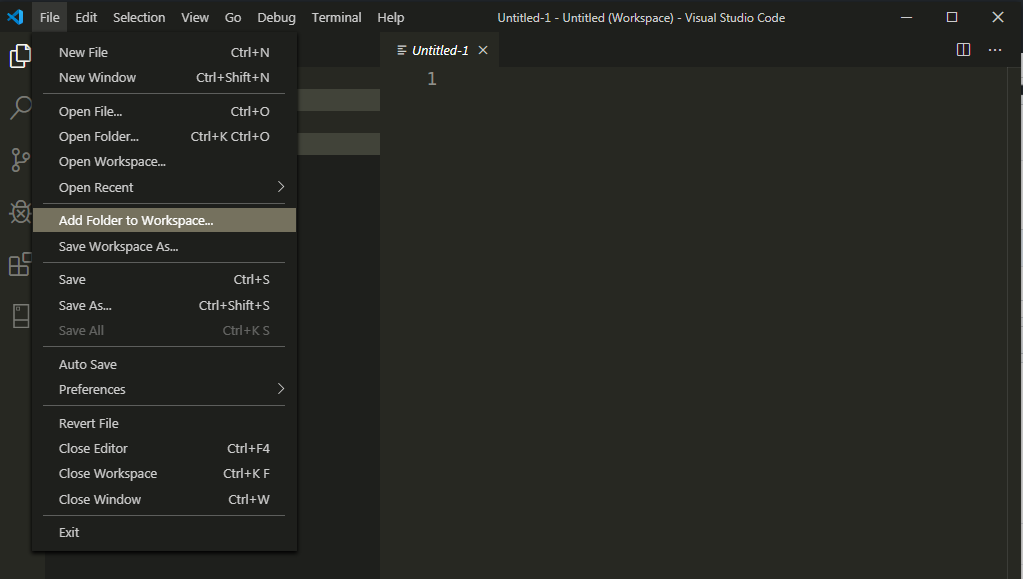 File Edit Selection View Go Debug Terminal Help Untitled-1 - Untitled (Workspace) - Visual Studio Code
Untitled-1
1
New File Ctrl+N
New Window Ctrl+Shift+N
Open File... Ctrl+O
Open Folder... Ctrl+K Ctrl+O
Open Workspace...
Open Recent
Add Folder to Workspace...
Save Workspace As...
Save Ctrl+S
Save As... Ctrl+Shift+S
Save All Ctrl+K S
Auto Save
Preferences
Revert File
Close Editor Ctrl+F4
Close Workspace Ctrl+K F
Close Window Ctrl+W
Exit